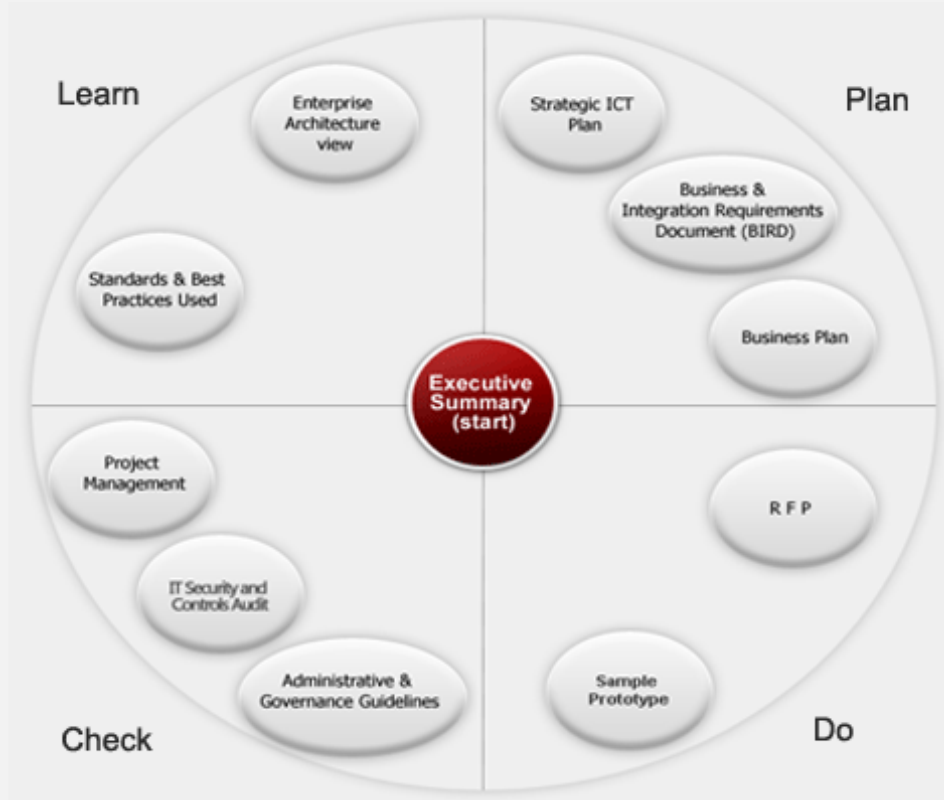 Learn
Enterprise
Architecture
view
Standards & Best
Practices Used
Plan
Strategic ICT
Plan
Business &
Integration Requirements
Document (BIRD)
Business Plan
Executive
Summary
(start)
Project
Management
IT Security and
Controls Audit
Administrative &
Governance Guidelines
Check
R F P
Sample
Prototype
Do